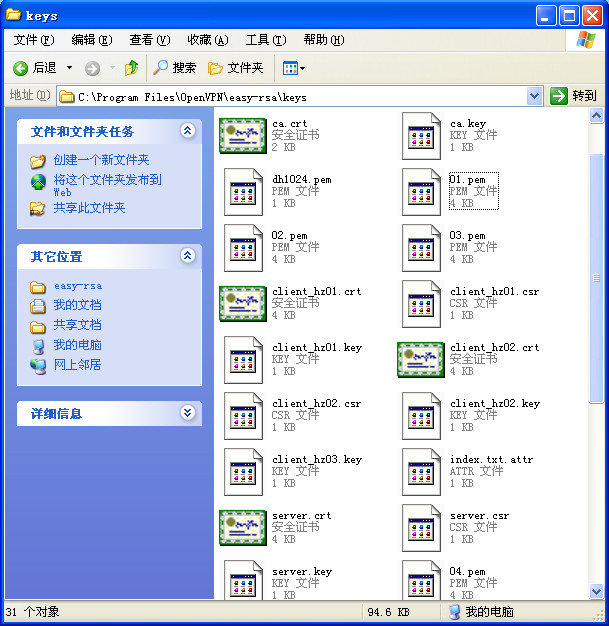 keys
文件(F) 编辑(E) 查看(V) 收藏(A) 工具(T) 帮助(H)
后退 搜索 文件夹
地址(D) C:\Program Files\OpenVPN\easy-rsa\keys 转到
文件和文件夹任务
创建一个新文件夹
将这个文件夹发布到
Web
共享此文件夹
其它位置
easy-rsa
我的文档
共享文档
我的电脑
网上邻居
详细信息
ca.crt
安全证书
2 KB
ca.key
KEY 文件
1 KB
dh1024.pem
PEM 文件
1 KB
01.pem
PEM 文件
4 KB
02.pem
PEM 文件
4 KB
03.pem
PEM 文件
4 KB
client_hz01.crt
安全证书
4 KB
client_hz01.csr
CSR 文件
1 KB
client_hz01.key
KEY 文件
1 KB
client_hz02.crt
安全证书
4 KB
client_hz02.csr
CSR 文件
1 KB
client_hz02.key
KEY 文件
1 KB
client_hz03.key
KEY 文件
1 KB
index.txt.attr
ATTR 文件
1 KB
server.crt
安全证书
4 KB
server.csr
CSR 文件
1 KB
server.key
KEY 文件
1 KB
04.pem
PEM 文件
4 KB
31 个对象 94.6 KB 我的电脑